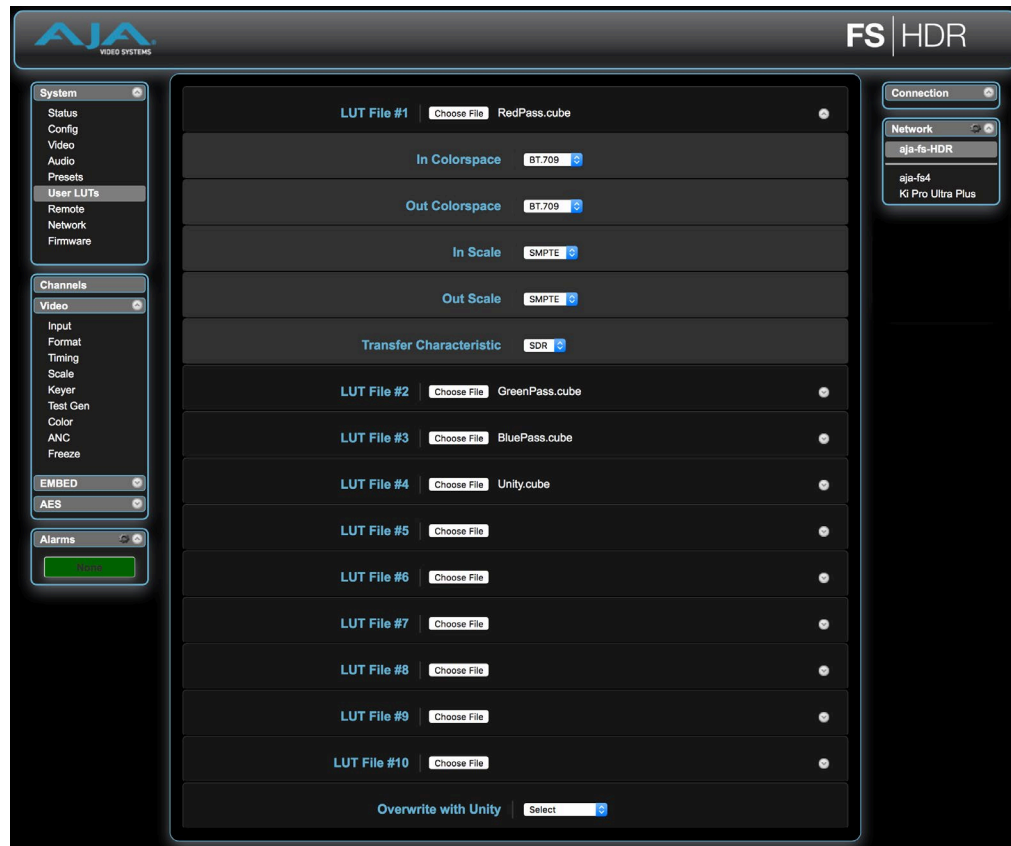 AJA
VIDEO SYSTEMS
FS HDR
System
Status
Config
Video
Audio
Presets
User LUTs
Remote
Network
Firmware
Channels
Video
Input
Format
Timing
Scale
Keyer
Test Gen
Color
ANC
Freeze
EMBED
AES
Alarms
None
LUT File #1 Choose File RedPass.cube
In Colorspace BT.709
Out Colorspace BT.709
In Scale SMPTE
Out Scale SMPTE
Transfer Characteristic SDR
LUT File #2 Choose File GreenPass.cube
LUT File #3 Choose File BluePass.cube
LUT File #4 Choose File Unity.cube
LUT File #5 Choose File
LUT File #6 Choose File
LUT File #7 Choose File
LUT File #8 Choose File
LUT File #9 Choose File
LUT File #10 Choose File
Overwrite with Unity Select
Connection
Network
aja-fs-HDR
aja-fs4
Ki Pro Ultra Plus